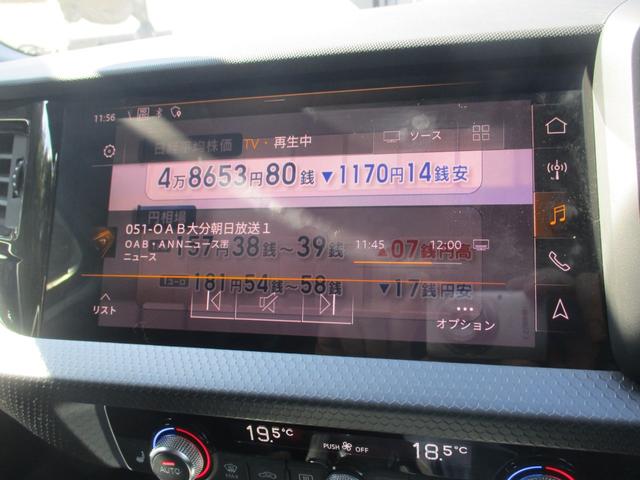 11:56
日経平均株価
TV・再生中
ソース
4万8653円80銭 ▼1170円14銭安
円相場
051-OAB大分朝日放送1
OAB・ANNニュース
ニュース
11:45 12:00
157円38銭～39銭 ▲07銭円高
1ユーロ 181円54銭～58銭 ▼17銭円安
リスト
オプション
19.5°C PUSH OFF 18.5°C
AUTO